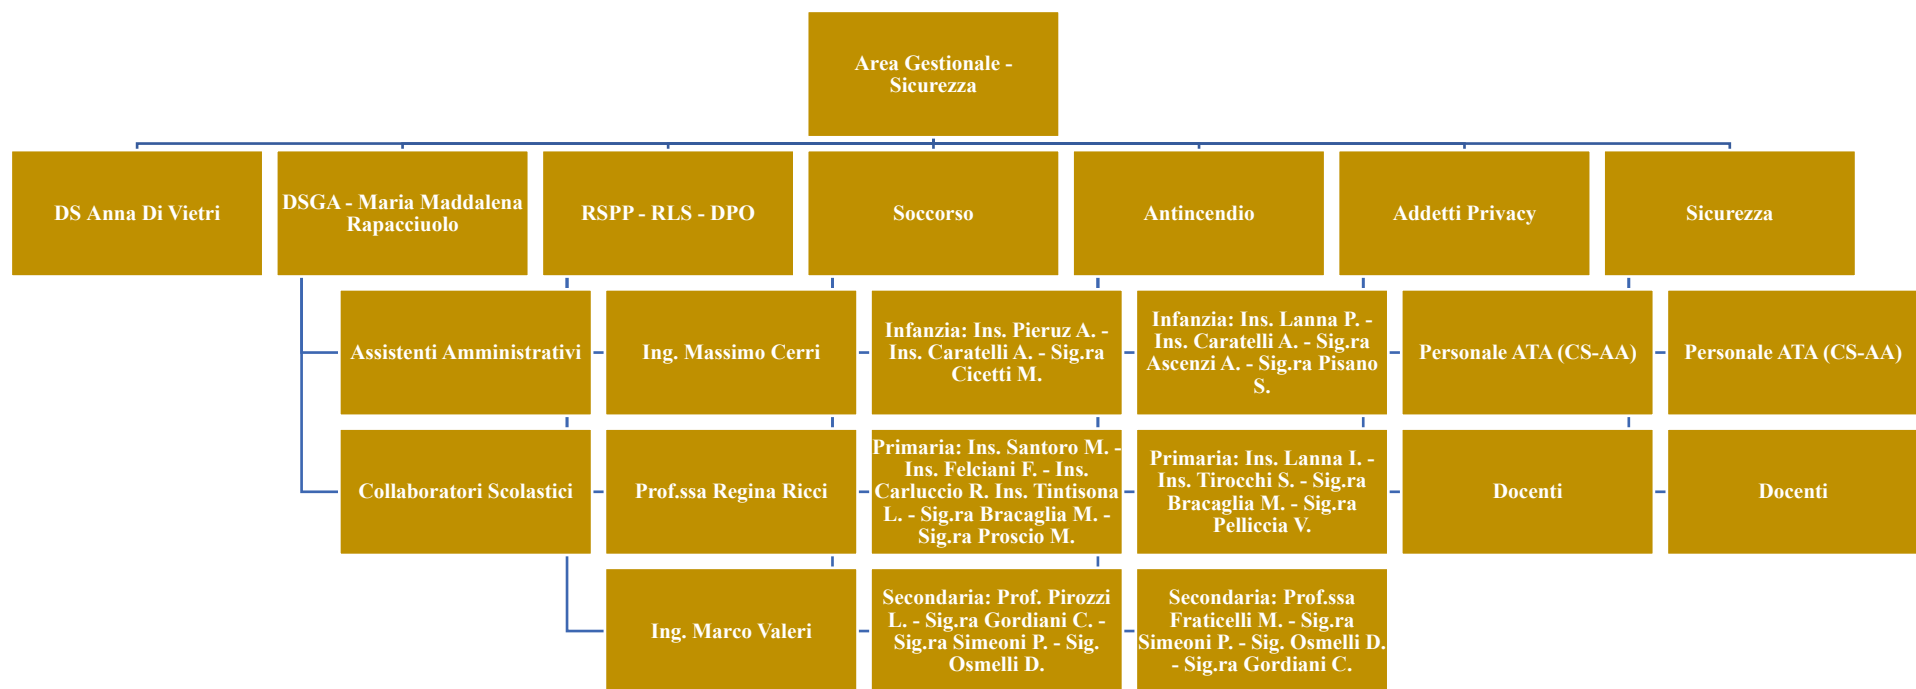 Area Gestionale -
Sicurezza
DS Anna Di Vietri
DSGA - Maria Maddalena
Rapacciuolo
RSPP - RLS - DPO
Soccorso
Antincendio
Addetti Privacy
Sicurezza
Assistenti Amministrativi
Ing. Massimo Cerri
Infanzia: Ins. Pieruz A. -
Ins. Caratelli A. - Sig.ra
Cicetti M.
Infanzia: Ins. Lanna P. -
Ins. Caratelli A. - Sig.ra
Ascenzi A. - Sig.ra Pisano
S.
Personale ATA (CS-AA)
Personale ATA (CS-AA)
Collaboratori Scolastici
Prof.ssa Regina Ricci
Primaria: Ins. Santoro M. -
Ins. Felciani F. - Ins.
Carluccio R. Ins. Tintisona
L. - Sig.ra Bracaglia M. -
Sig.ra Proscio M.
Primaria: Ins. Lanna I. -
Ins. Tirocchi S. - Sig.ra
Bracaglia M. - Sig.ra
Pelliccia V.
Docenti
Docenti
Ing. Marco Valeri
Secondaria: Prof. Pirozzi
L. - Sig.ra Gordiani C. -
Sig.ra Simeoni P. - Sig.
Osmelli D.
Secondaria: Prof.ssa
Fraticelli M. - Sig.ra
Simeoni P. - Sig. Osmelli D.
- Sig.ra Gordiani C.